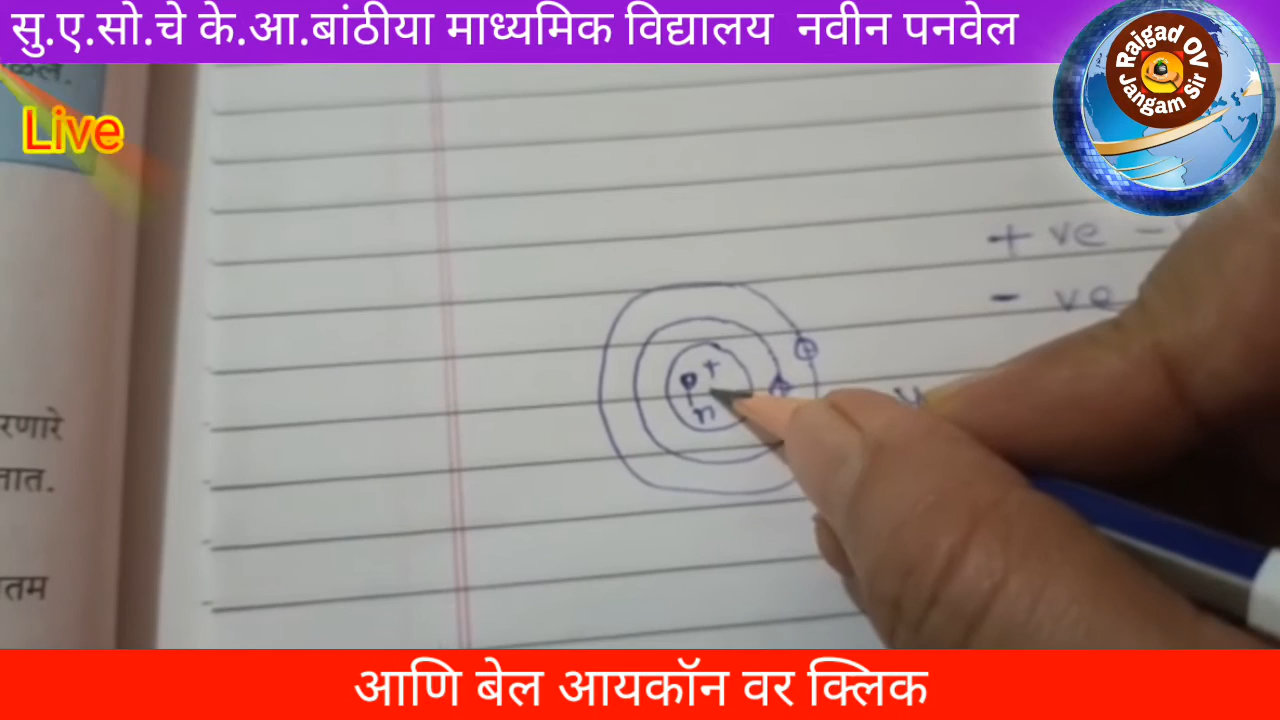 सु.ए.सो.चे के.आ.बांठीया माध्यमिक विद्यालय नवीन पनवेल
Raigad OV
Jangam Sir
Live
+ ve -
- ve
रणारे
तात.
तम
+
n
आणि बेल आयकॉन वर क्लिक